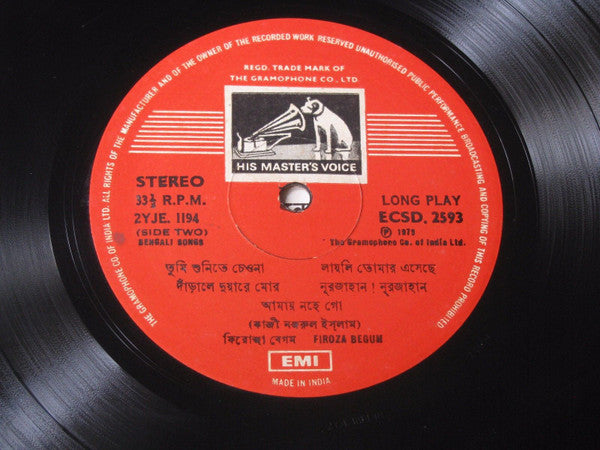 THE GRAMOPHONE CO. OF INDIA LTD. ALL RIGHTS OF THE MANUFACTURER AND OF THE OWNER OF THE RECORDED WORK RESERVED UNAUTHORISED PUBLIC PERFORMANCE BROADCASTING AND COPYING OF THIS RECORD PROHIBITED
REGD. TRADE MARK OF
THE GRAMOPHONE CO., LTD.
HIS MASTER'S VOICE
STEREO
33⅓ R.P.M.
2YJE. 1194
(SIDE TWO)
BENGALI SONGS
LONG PLAY
ECSD. 2593
℗ 1979
The Gramophone Co. of India Ltd.
তুমি শুনিতে চেওনা
লায়লি তোমার এসেছে
দাঁড়ালে দুয়ারে মোর
নূরজাহান! নূরজাহান
আমায় নহে গো
(কাজী নজরুল ইস্লাম)
ফিরোজা বেগম FIROZA BEGUM
EMI
MADE IN INDIA